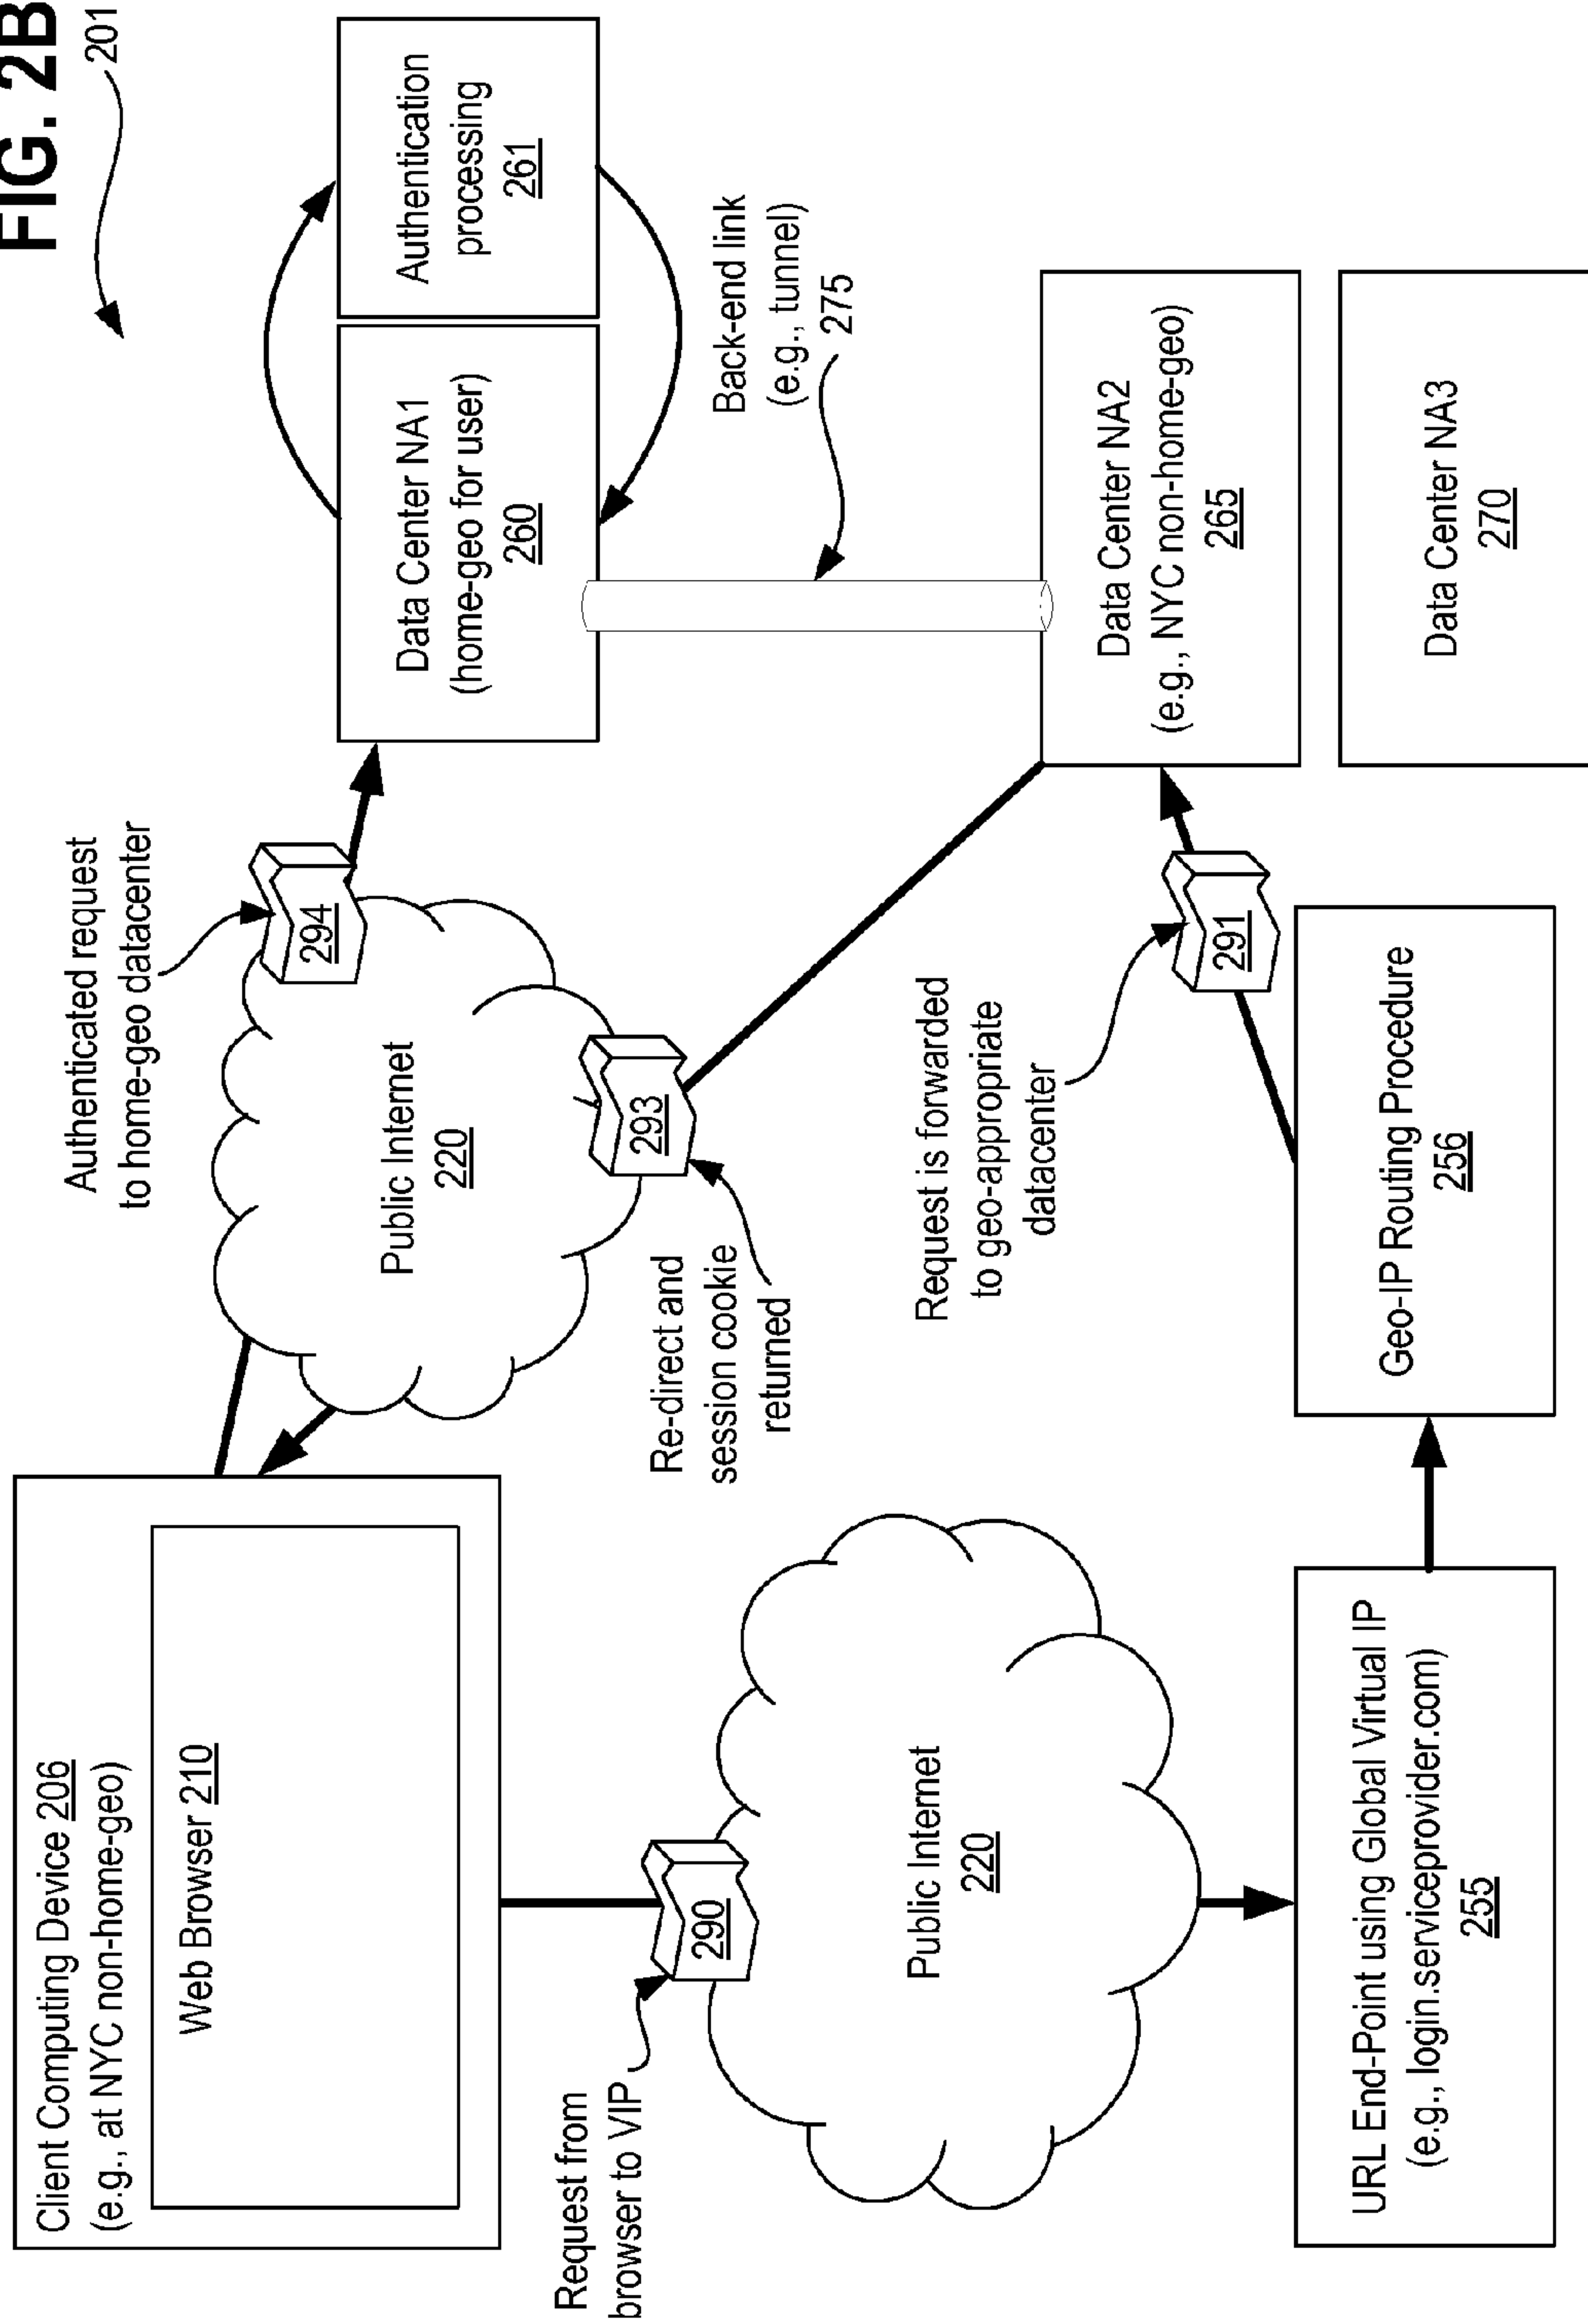 FIG. 2B
201
Client Computing Device 206
(e.g., at NYC non-home-geo)
Web Browser 210
Authenticated request
to home-geo datacenter
294
Public Internet
220
293
Re-direct and
session cookie
returned
Data Center NA1
(home-geo for user)
260
Authentication
processing
261
Back-end link
(e.g., tunnel)
275
Request from
browser to VIP
290
Public Internet
220
Request is forwarded
to geo-appropriate
datacenter
291
Data Center NA2
(e.g., NYC non-home-geo)
265
URL End-Point using Global Virtual IP
(e.g., login.serviceprovider.com)
255
Geo-IP Routing Procedure
256
Data Center NA3
270